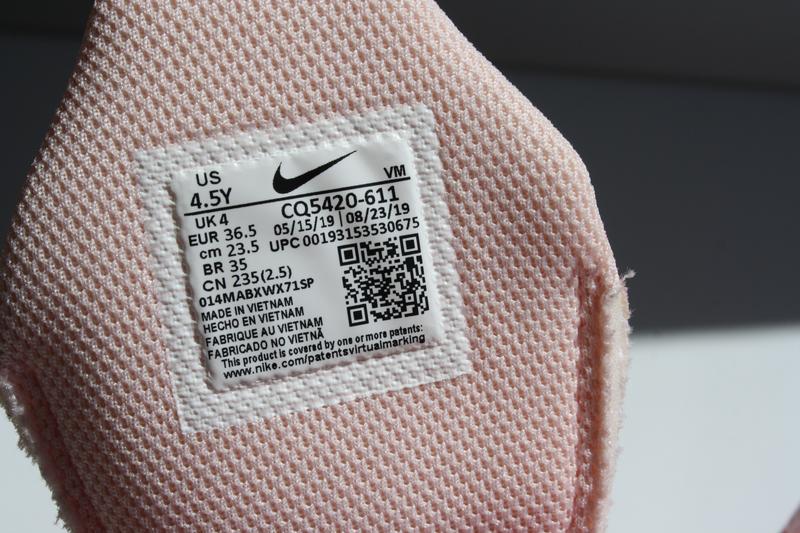 US
4.5Y
VM
UK 4
CQ5420-611
EUR 36.5
05/15/19 | 08/23/19
cm 23.5
UPC 00193153530675
BR 35
CN 235(2.5)
014MABXWX71SP
MADE IN VIETNAM
HECHO EN VIETNAM
FABRIQUE AU VIETNAM
FABRICADO NO VIETNÃ
This product is covered by one or more patents:
www.nike.com/patentsvirtualmarking